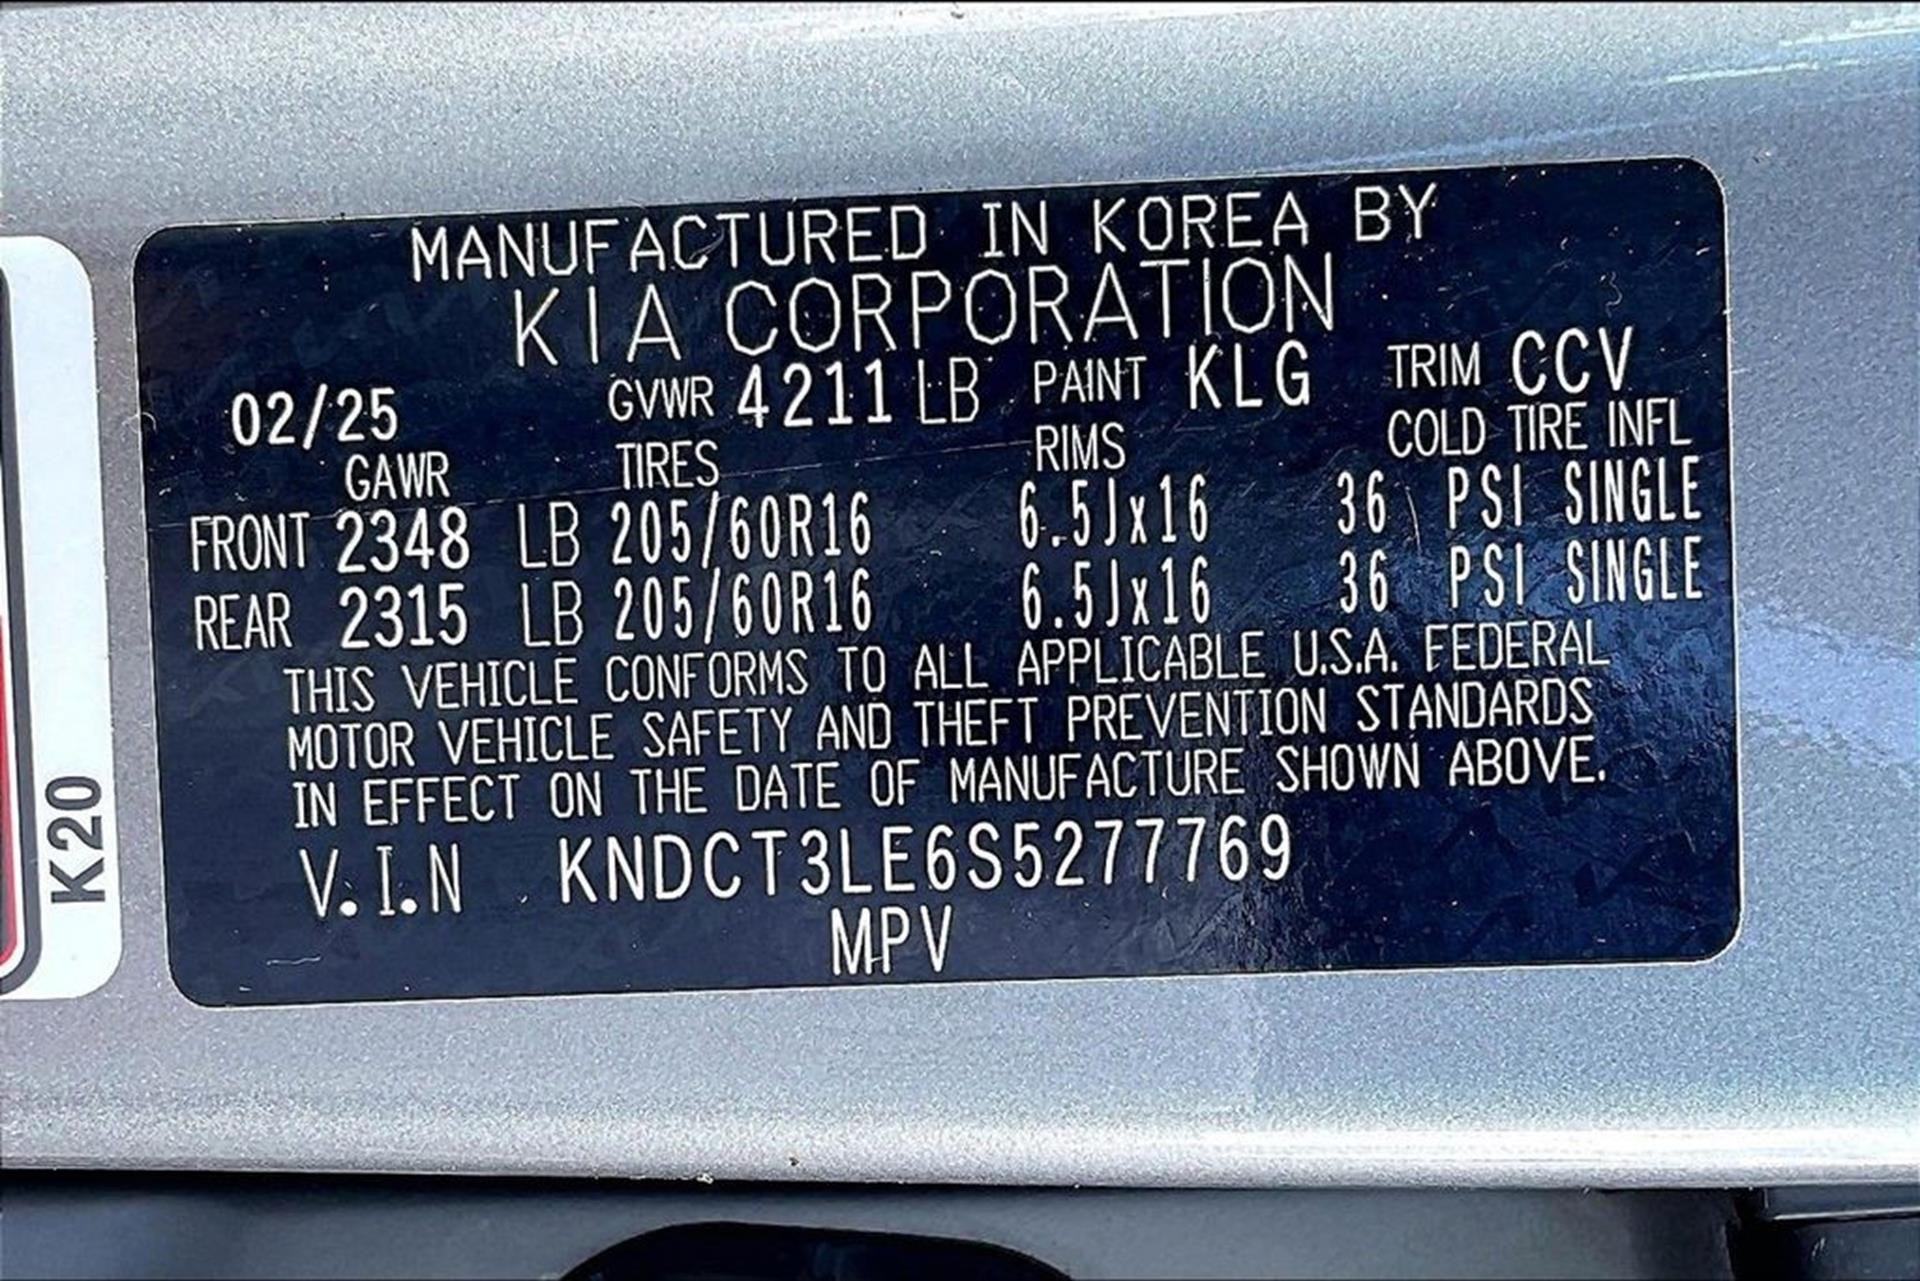 MANUFACTURED IN KOREA BY
KIA CORPORATION
02/25 GVWR 4211 LB PAINT KLG TRIM CCV
GAWR TIRES RIMS COLD TIRE INFL
FRONT 2348 LB 205/60R16 6.5Jx16 36 PSI SINGLE
REAR 2315 LB 205/60R16 6.5Jx16 36 PSI SINGLE
THIS VEHICLE CONFORMS TO ALL APPLICABLE U.S.A. FEDERAL
MOTOR VEHICLE SAFETY AND THEFT PREVENTION STANDARDS
IN EFFECT ON THE DATE OF MANUFACTURE SHOWN ABOVE.
V.I.N KNDCT3LE6S5277769
MPV
K20